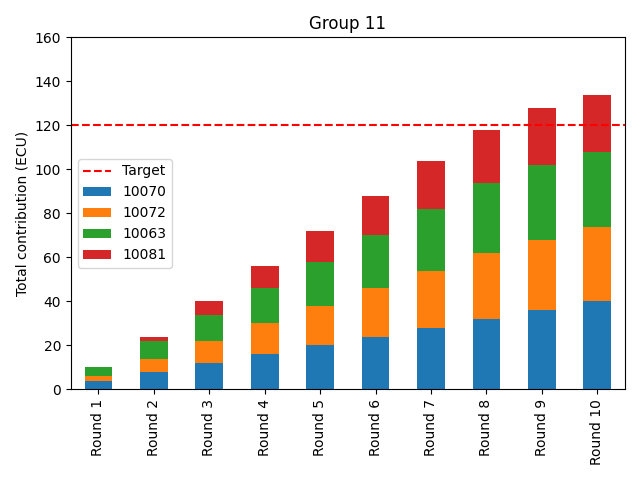 Group 11
Total contribution (ECU)
160
140
120
100
80
60
40
20
0
Target
10070
10072
10063
10081
Round 1
Round 2
Round 3
Round 4
Round 5
Round 6
Round 7
Round 8
Round 9
Round 10